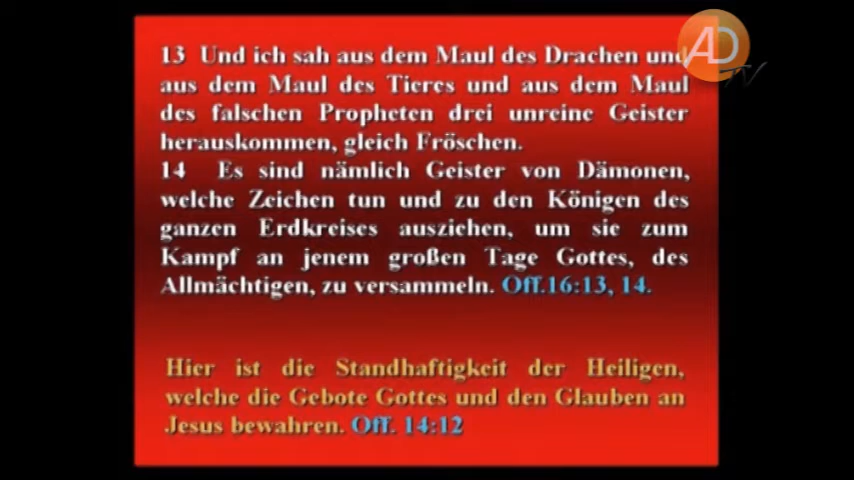 AD
TV
13 Und ich sah aus dem Maul des Drachen und
aus dem Maul des Tieres und aus dem Maul
des falschen Propheten drei unreine Geister
herauskommen, gleich Fröschen.
14 Es sind nämlich Geister von Dämonen,
welche Zeichen tun und zu den Königen des
ganzen Erdkreises ausziehen, um sie zum
Kampf an jenem großen Tage Gottes, des
Allmächtigen, zu versammeln. Off.16:13, 14.
Hier ist die Standhaftigkeit der Heiligen,
welche die Gebote Gottes und den Glauben an
Jesus bewahren. Off. 14:12